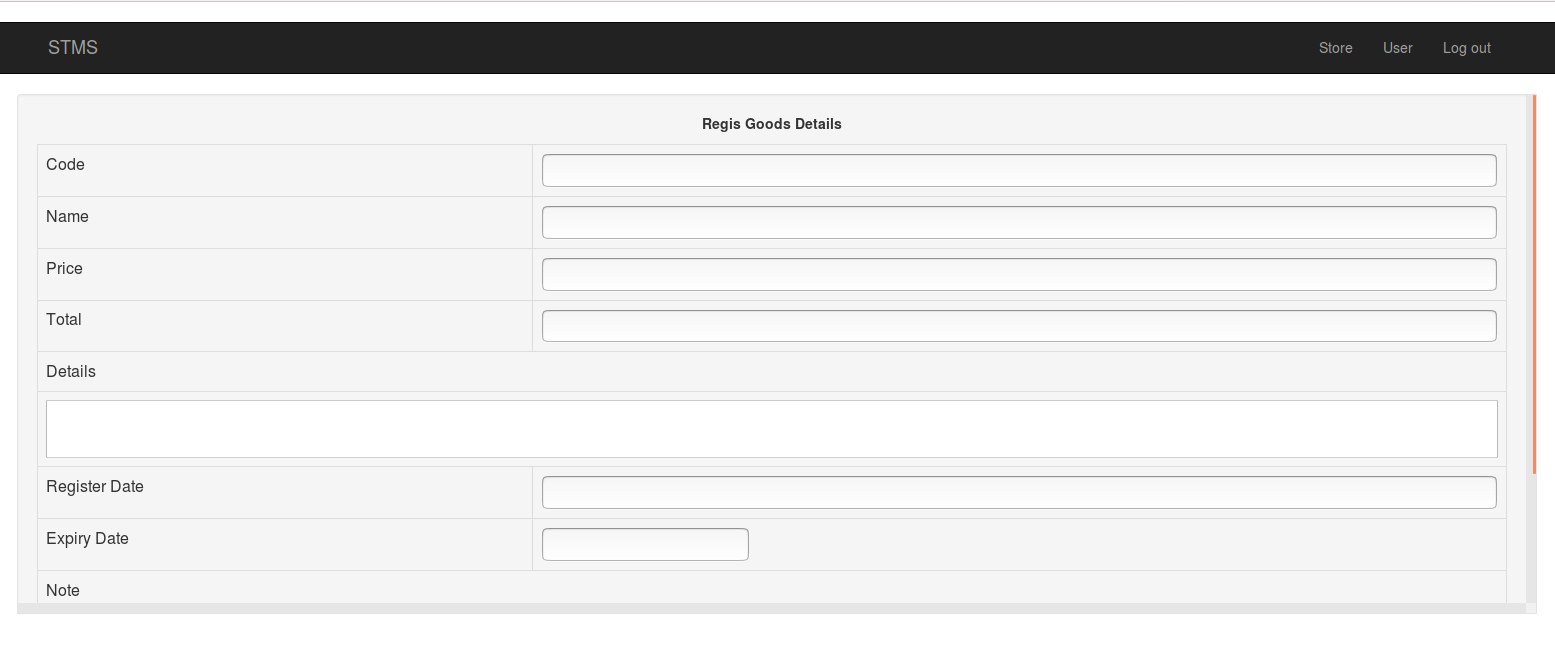 STMS Store User Log out
Regis Goods Details
Code
Name
Price
Total
Details
Register Date
Expiry Date
Note